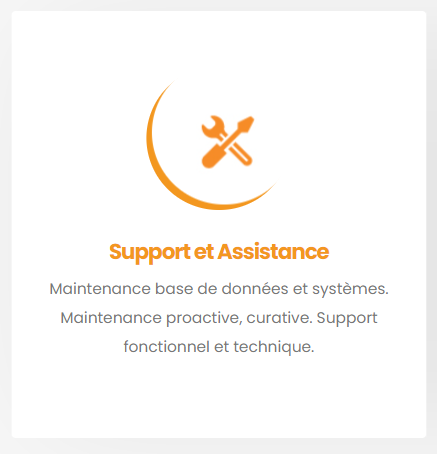 Support et Assistance
Maintenance base de données et systèmes.
Maintenance proactive, curative. Support
fonctionnel et technique.